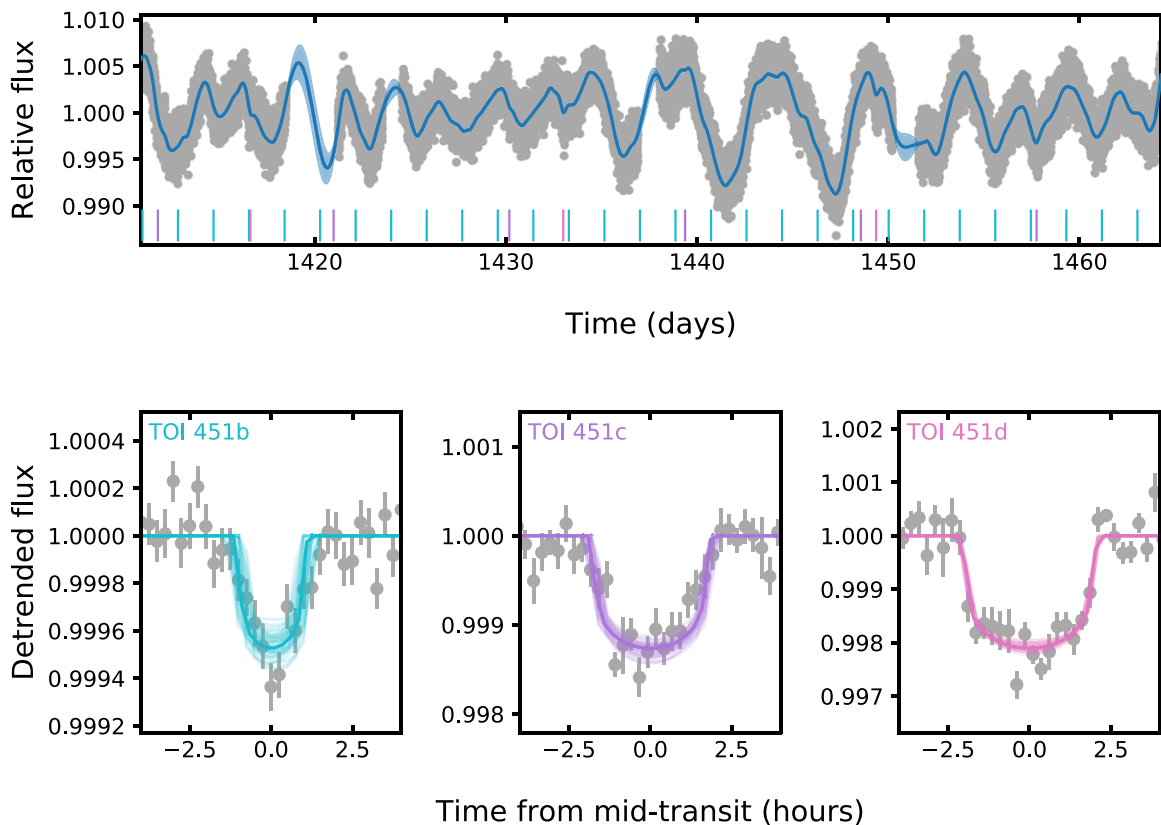 1.010
1.005
1.000
0.995
0.990
Relative flux
1420 1430 1440 1450 1460
Time (days)
TOI 451b
1.0004
1.0002
1.0000
0.9998
0.9996
0.9994
0.9992
Detrended flux
−2.5 0.0 2.5
TOI 451c
1.001
1.000
0.999
0.998
−2.5 0.0 2.5
TOI 451d
1.002
1.001
1.000
0.999
0.998
0.997
−2.5 0.0 2.5
Time from mid-transit (hours)